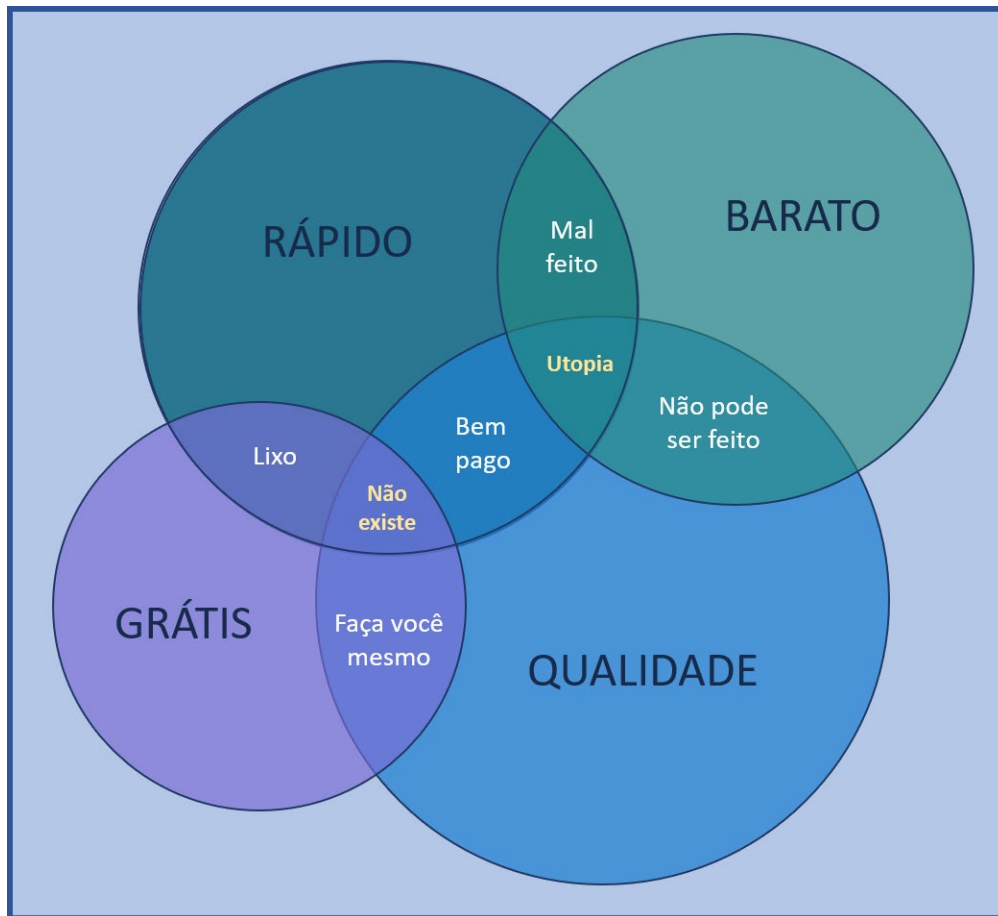 BARATO
RÁPIDO
Mal
feito
Utopia
Não pode
ser feito
Bem
pago
Lixo
Não
existe
GRÁTIS
Faça você
mesmo
QUALIDADE